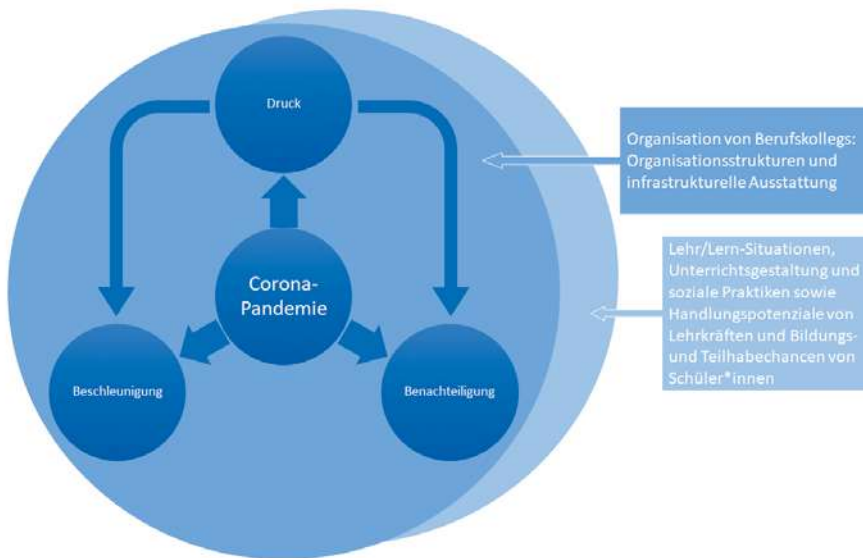 Druck
Organisation von Berufskollegs:
Organisationsstrukturen und
infrastrukturelle Ausstattung
Corona-
Pandemie
Lehr/Lern-Situationen,
Unterrichtsgestaltung und
soziale Praktiken sowie
Handlungspotenziale von
Lehrkräften und Bildungs-
und Teilhabechancen von
Schüler*innen
Beschleunigung
Benachteiligung